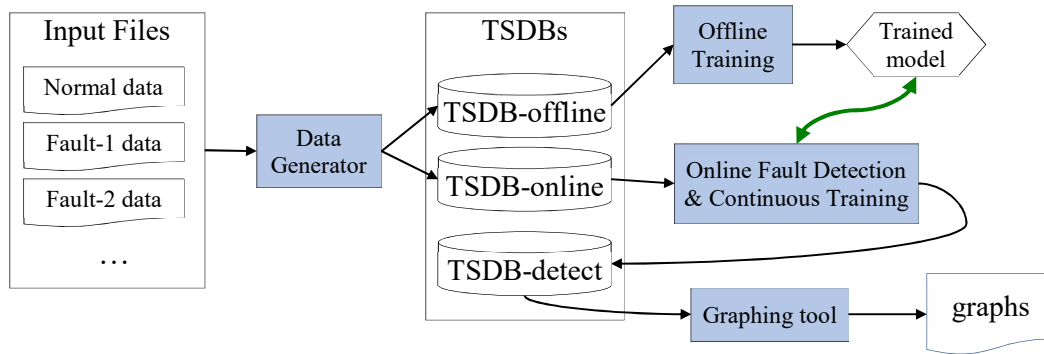 Input Files
Normal data
Fault-1 data
Fault-2 data
…
Data
Generator
TSDBs
TSDB-offline
TSDB-online
TSDB-detect
Offline
Training
Trained
model
Online Fault Detection
& Continuous Training
Graphing tool
graphs